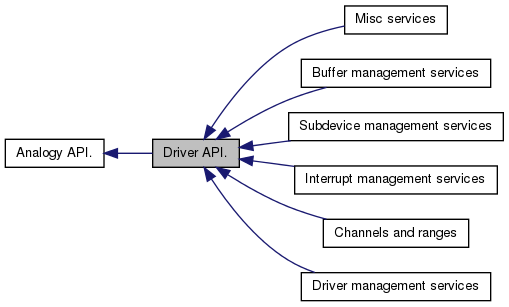 Misc services
Buffer management services
Subdevice management services
Analogy API.
Driver API.
Interrupt management services
Channels and ranges
Driver management services